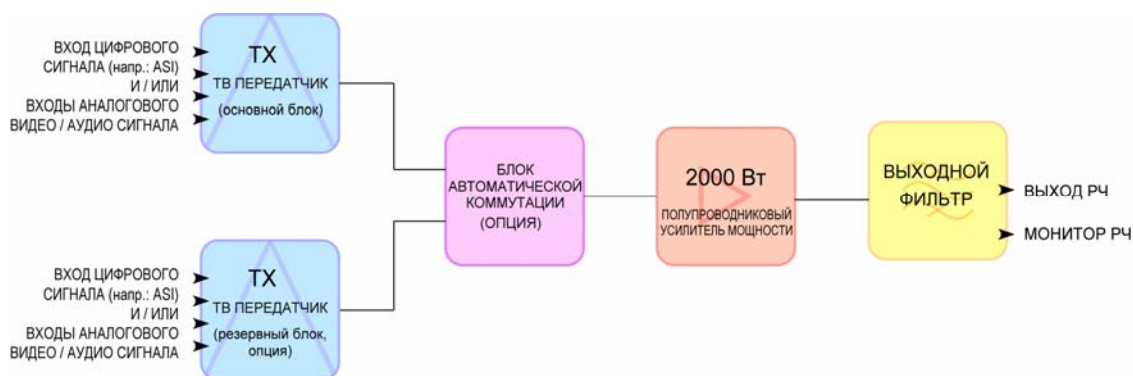 ВХОД ЦИФРОВОГО
СИГНАЛА (напр.: ASI)
И / ИЛИ
ВХОДЫ АНАЛОГОВОГО
ВИДЕО / АУДИО СИГНАЛА
TX
ТВ ПЕРЕДАТЧИК
(основной блок)
ВХОД ЦИФРОВОГО
СИГНАЛА (напр.: ASI)
И / ИЛИ
ВХОДЫ АНАЛОГОВОГО
ВИДЕО / АУДИО СИГНАЛА
TX
ТВ ПЕРЕДАТЧИК
(резервный блок,
опция)
БЛОК
АВТОМАТИЧЕСКОЙ
КОММУТАЦИИ
(ОПЦИЯ)
2000 Вт
ПОЛУПРОВОДНИКОВЫЙ
УСИЛИТЕЛЬ МОЩНОСТИ
ВЫХОДНОЙ
ФИЛЬТР
ВЫХОД РЧ
МОНИТОР РЧ